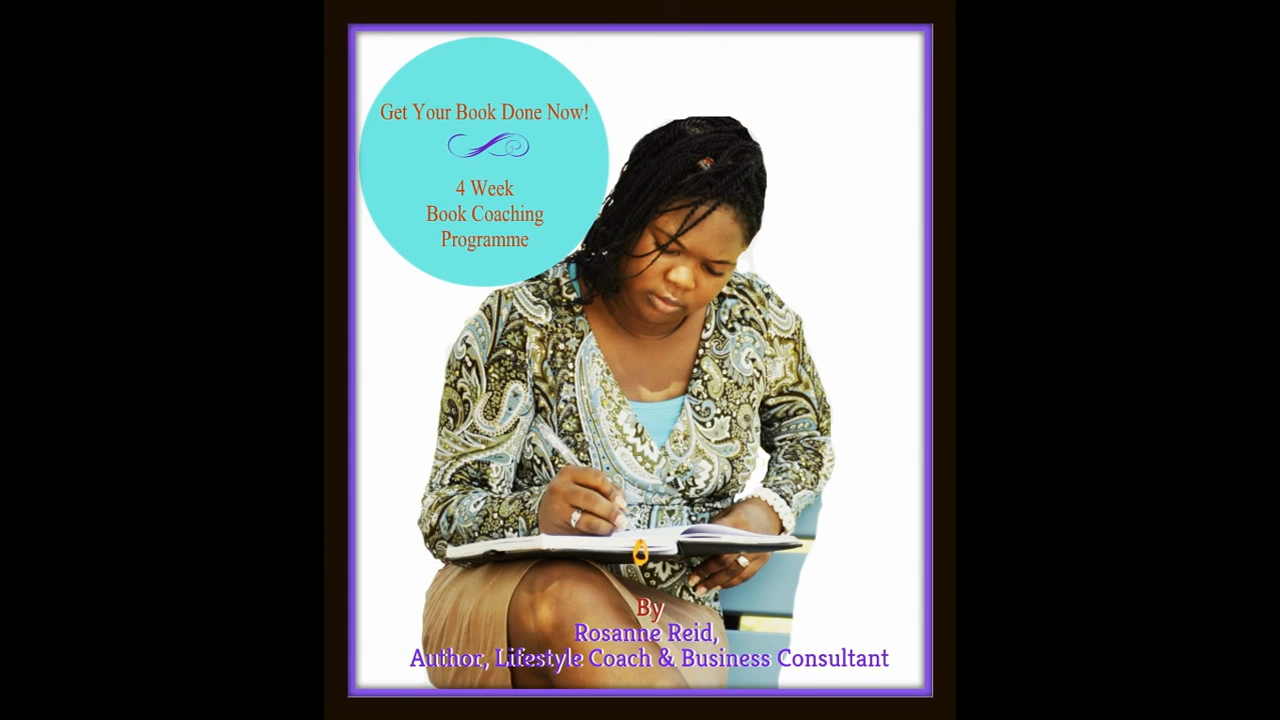 Get Your Book Done Now!
4 Week
Book Coaching
Programme
By
Rosanne Reid,
Author, Lifestyle Coach & Business Consultant